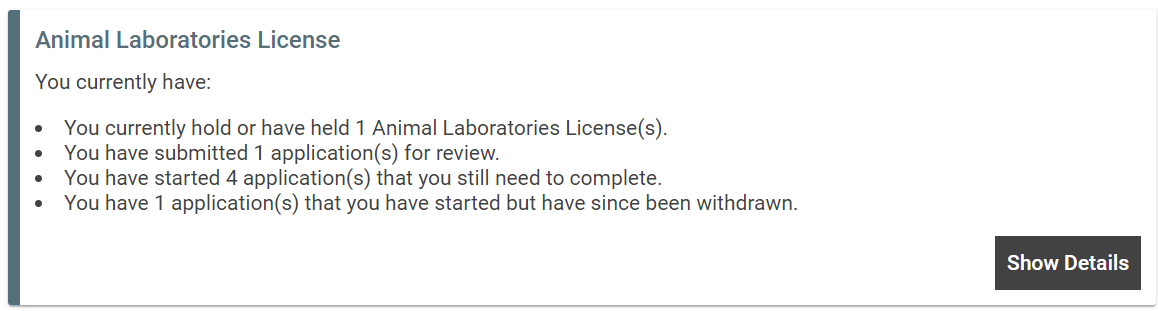 Animal Laboratories License
You currently have:
• You currently hold or have held 1 Animal Laboratories License(s).
• You have submitted 1 application(s) for review.
• You have started 4 application(s) that you still need to complete.
• You have 1 application(s) that you have started but have since been withdrawn.
Show Details